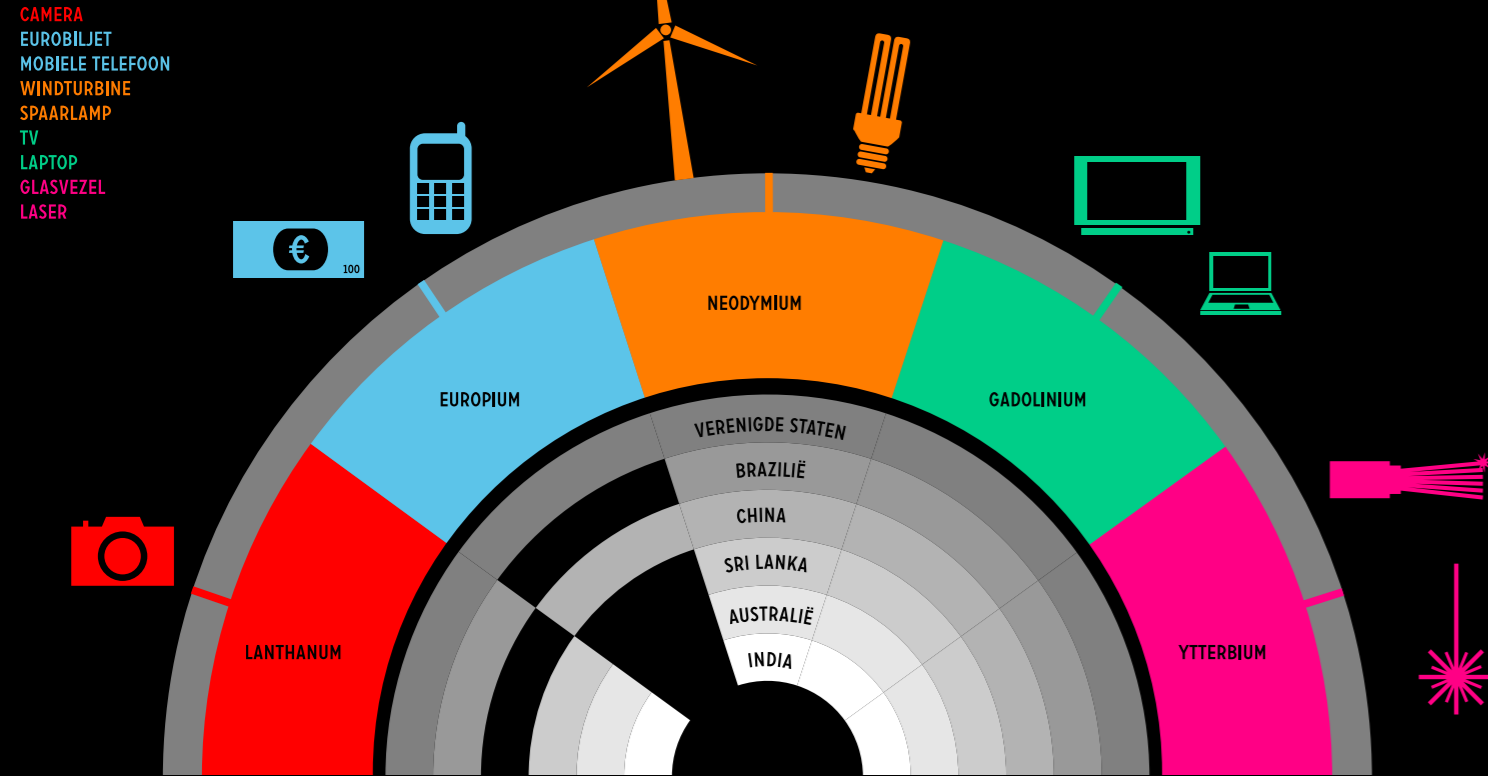 CAMERA
EUROBILJET
MOBIELE TELEFOON
WINDTURBINE
SPAARLAMP
TV
LAPTOP
GLASVEZEL
LASER
€
100
NEODYMIUM
EUROPIUM
GADOLINIUM
LANTHANUM
YTTERBIUM
VERENIGDE STATEN
BRAZILIË
CHINA
SRI LANKA
AUSTRALIË
INDIA